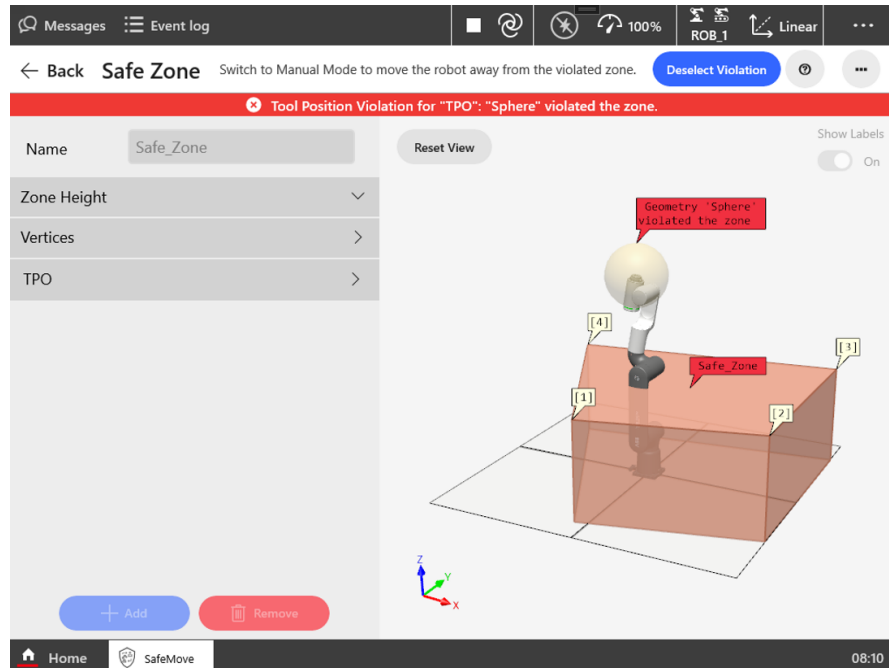 Messages
Event log
100%
ROB_1
Linear
Back
Safe Zone
Switch to Manual Mode to move the robot away from the violated zone.
Deselect Violation
Tool Position Violation for "TPO": "Sphere" violated the zone.
Name
Safe_Zone
Reset View
Show Labels
On
Zone Height
Vertices
TPO
Geometry 'Sphere'
violated the zone
[4]
[3]
Safe_Zone
[1]
[2]
Z
Y
X
Add
Remove
Home
SafeMove
08:10